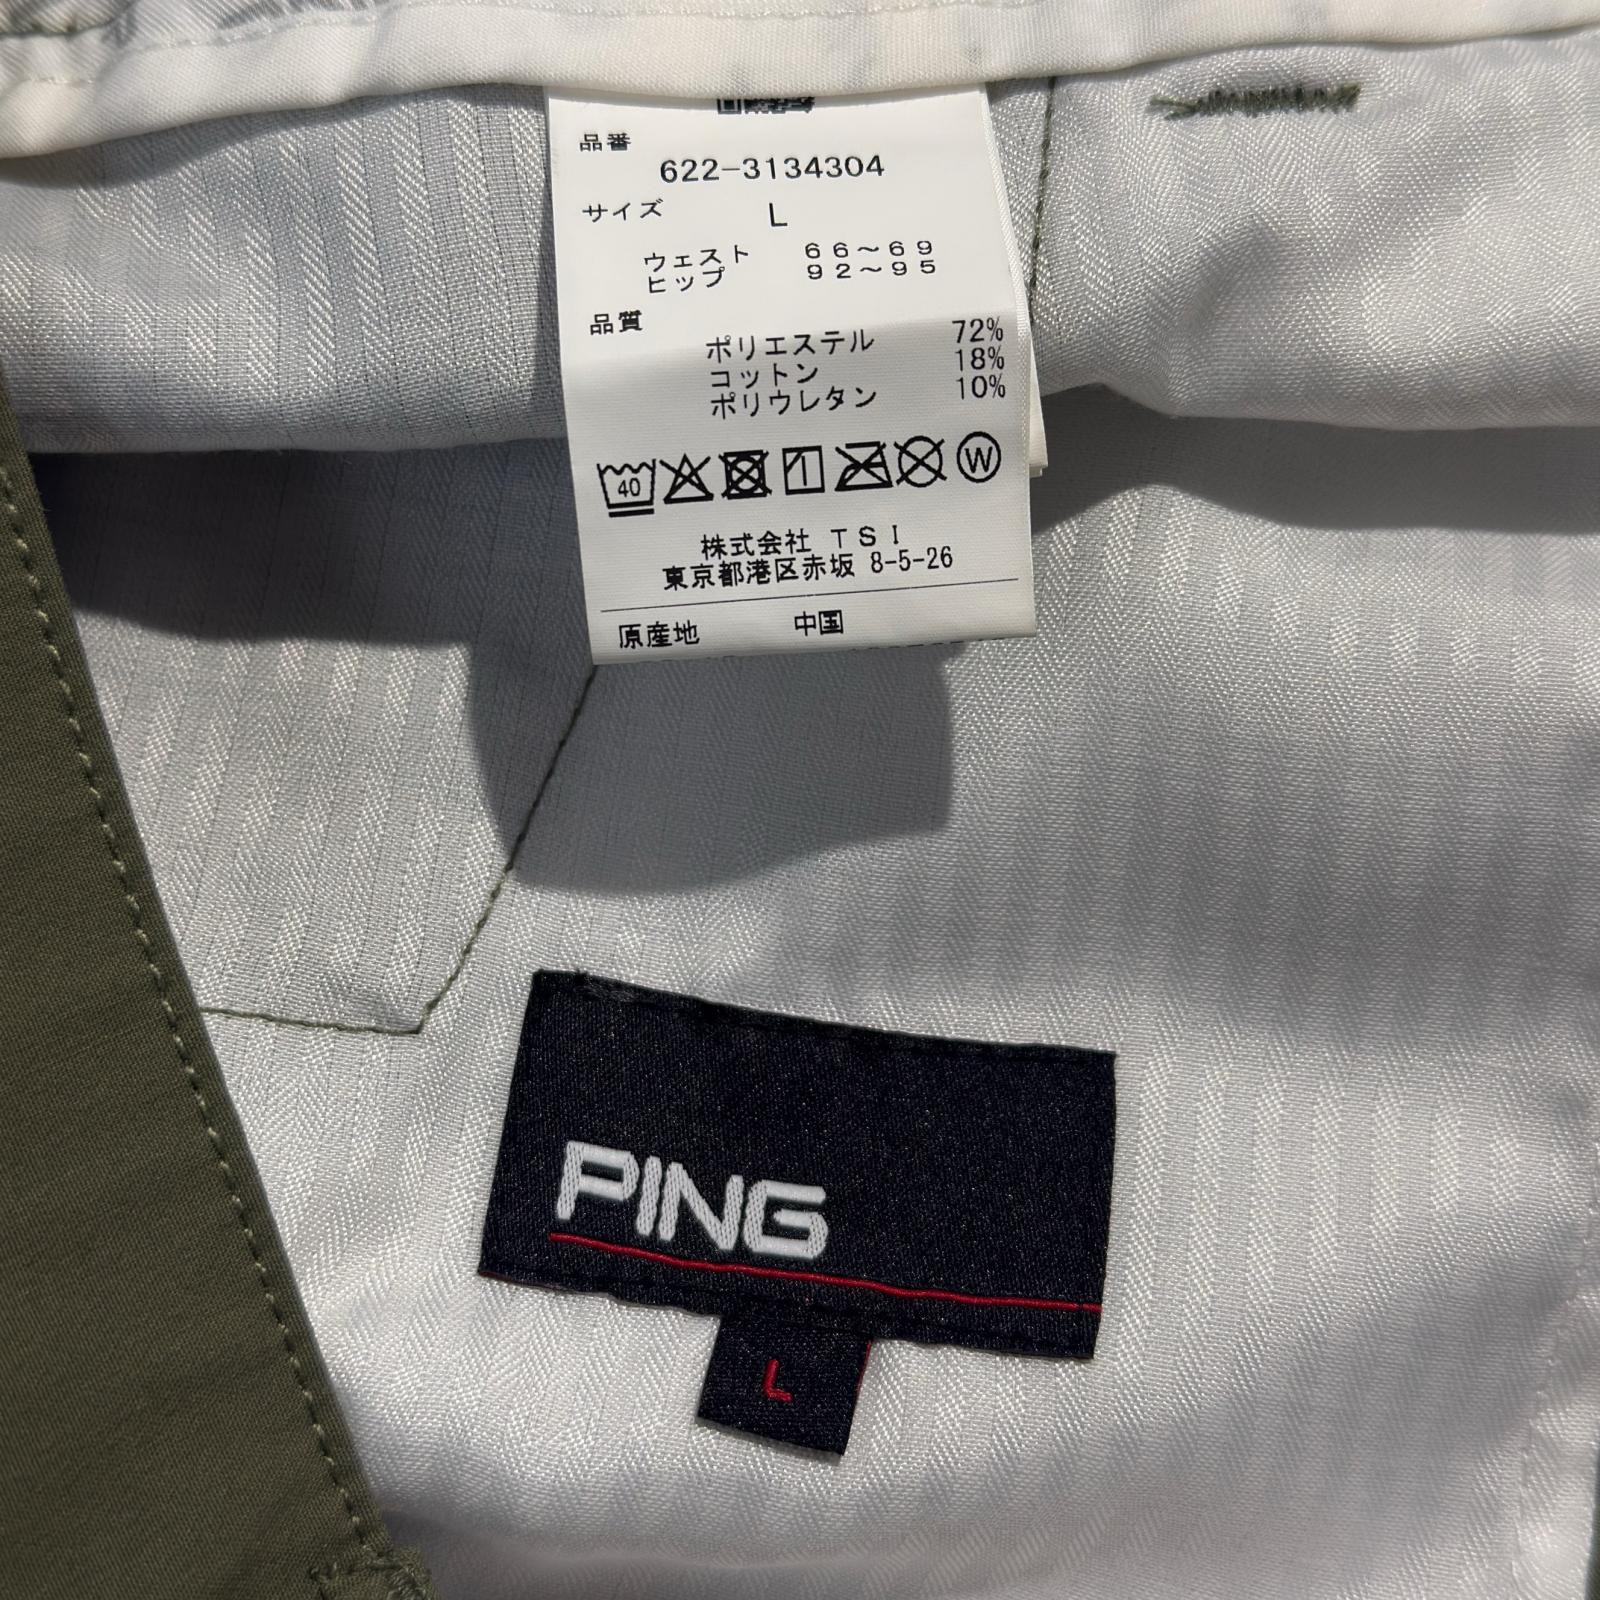 品番
622-3134304
サイズ L
ウェスト 66~69
ヒップ 92~95
品質
ポリエステル 72%
コットン 18%
ポリウレタン 10%
40 W
株式会社 TSI
東京都港区赤坂 8-5-26
原産地 中国
PING
L